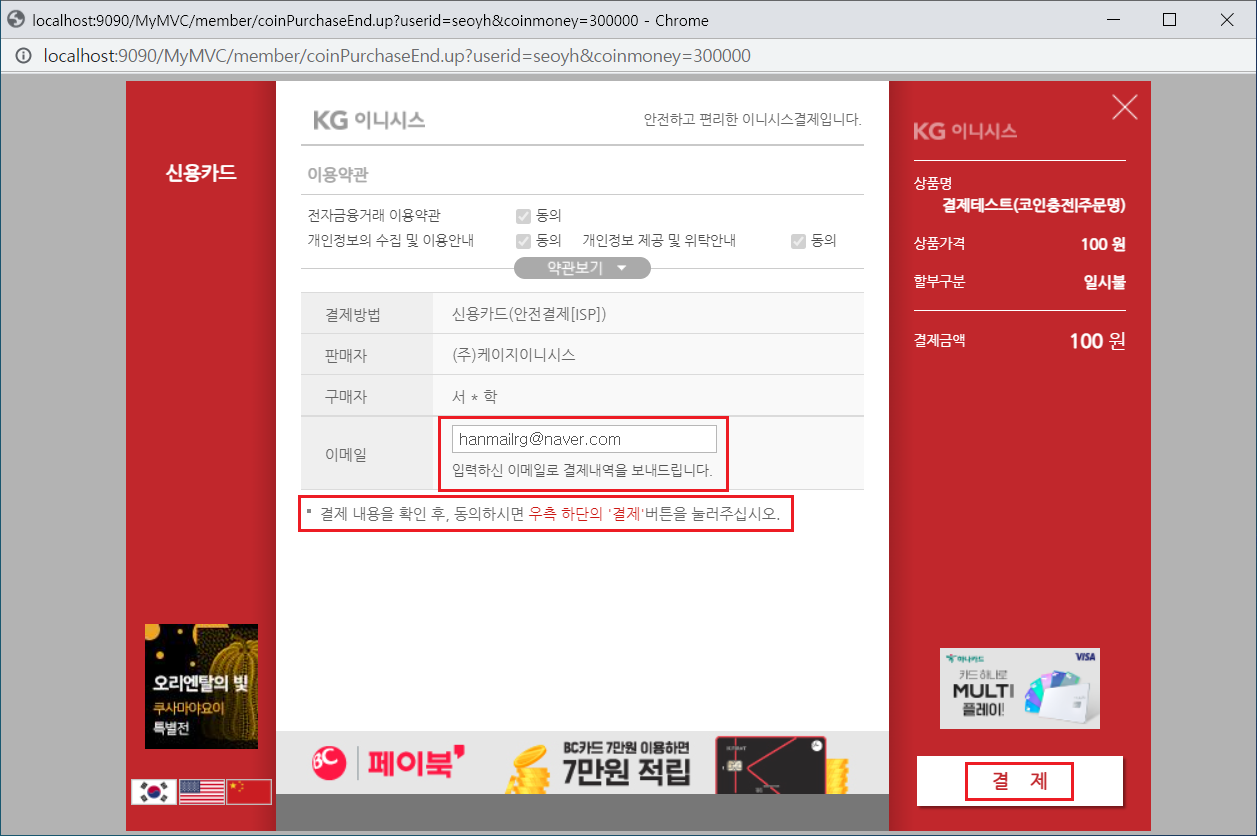 localhost:9090/MyMVC/member/coinPurchaseEnd.up?userid=seoyh&coinmoney=300000 - Chrome
localhost:9090/MyMVC/member/coinPurchaseEnd.up?userid=seoyh&coinmoney=300000
신용카드
KG 이니시스
안전하고 편리한 이니시스결제입니다.
이용약관
전자금융거래 이용약관 동의
개인정보의 수집 및 이용안내 동의 개인정보 제공 및 위탁안내 동의
약관보기
결제방법 신용카드(안전결제[ISP])
판매자 (주)케이지이니시스
구매자 서 * 학
이메일 hanmailrg@naver.com
입력하신 이메일로 결제내역을 보내드립니다.
결제 내용을 확인 후, 동의하시면 우측 하단의 '결제'버튼을 눌러주십시오.
오리엔탈의 빛
쿠사마야요이
특별전
BC 페이북
BC카드 7만원 이용하면
7만원 적립
KG 이니시스
상품명
결제테스트(코인충전|주문명)
상품가격 100 원
할부구분 일시불
결제금액 100 원
하나카드 VISA
카드 하나로
MULTI
플레이!
결 제